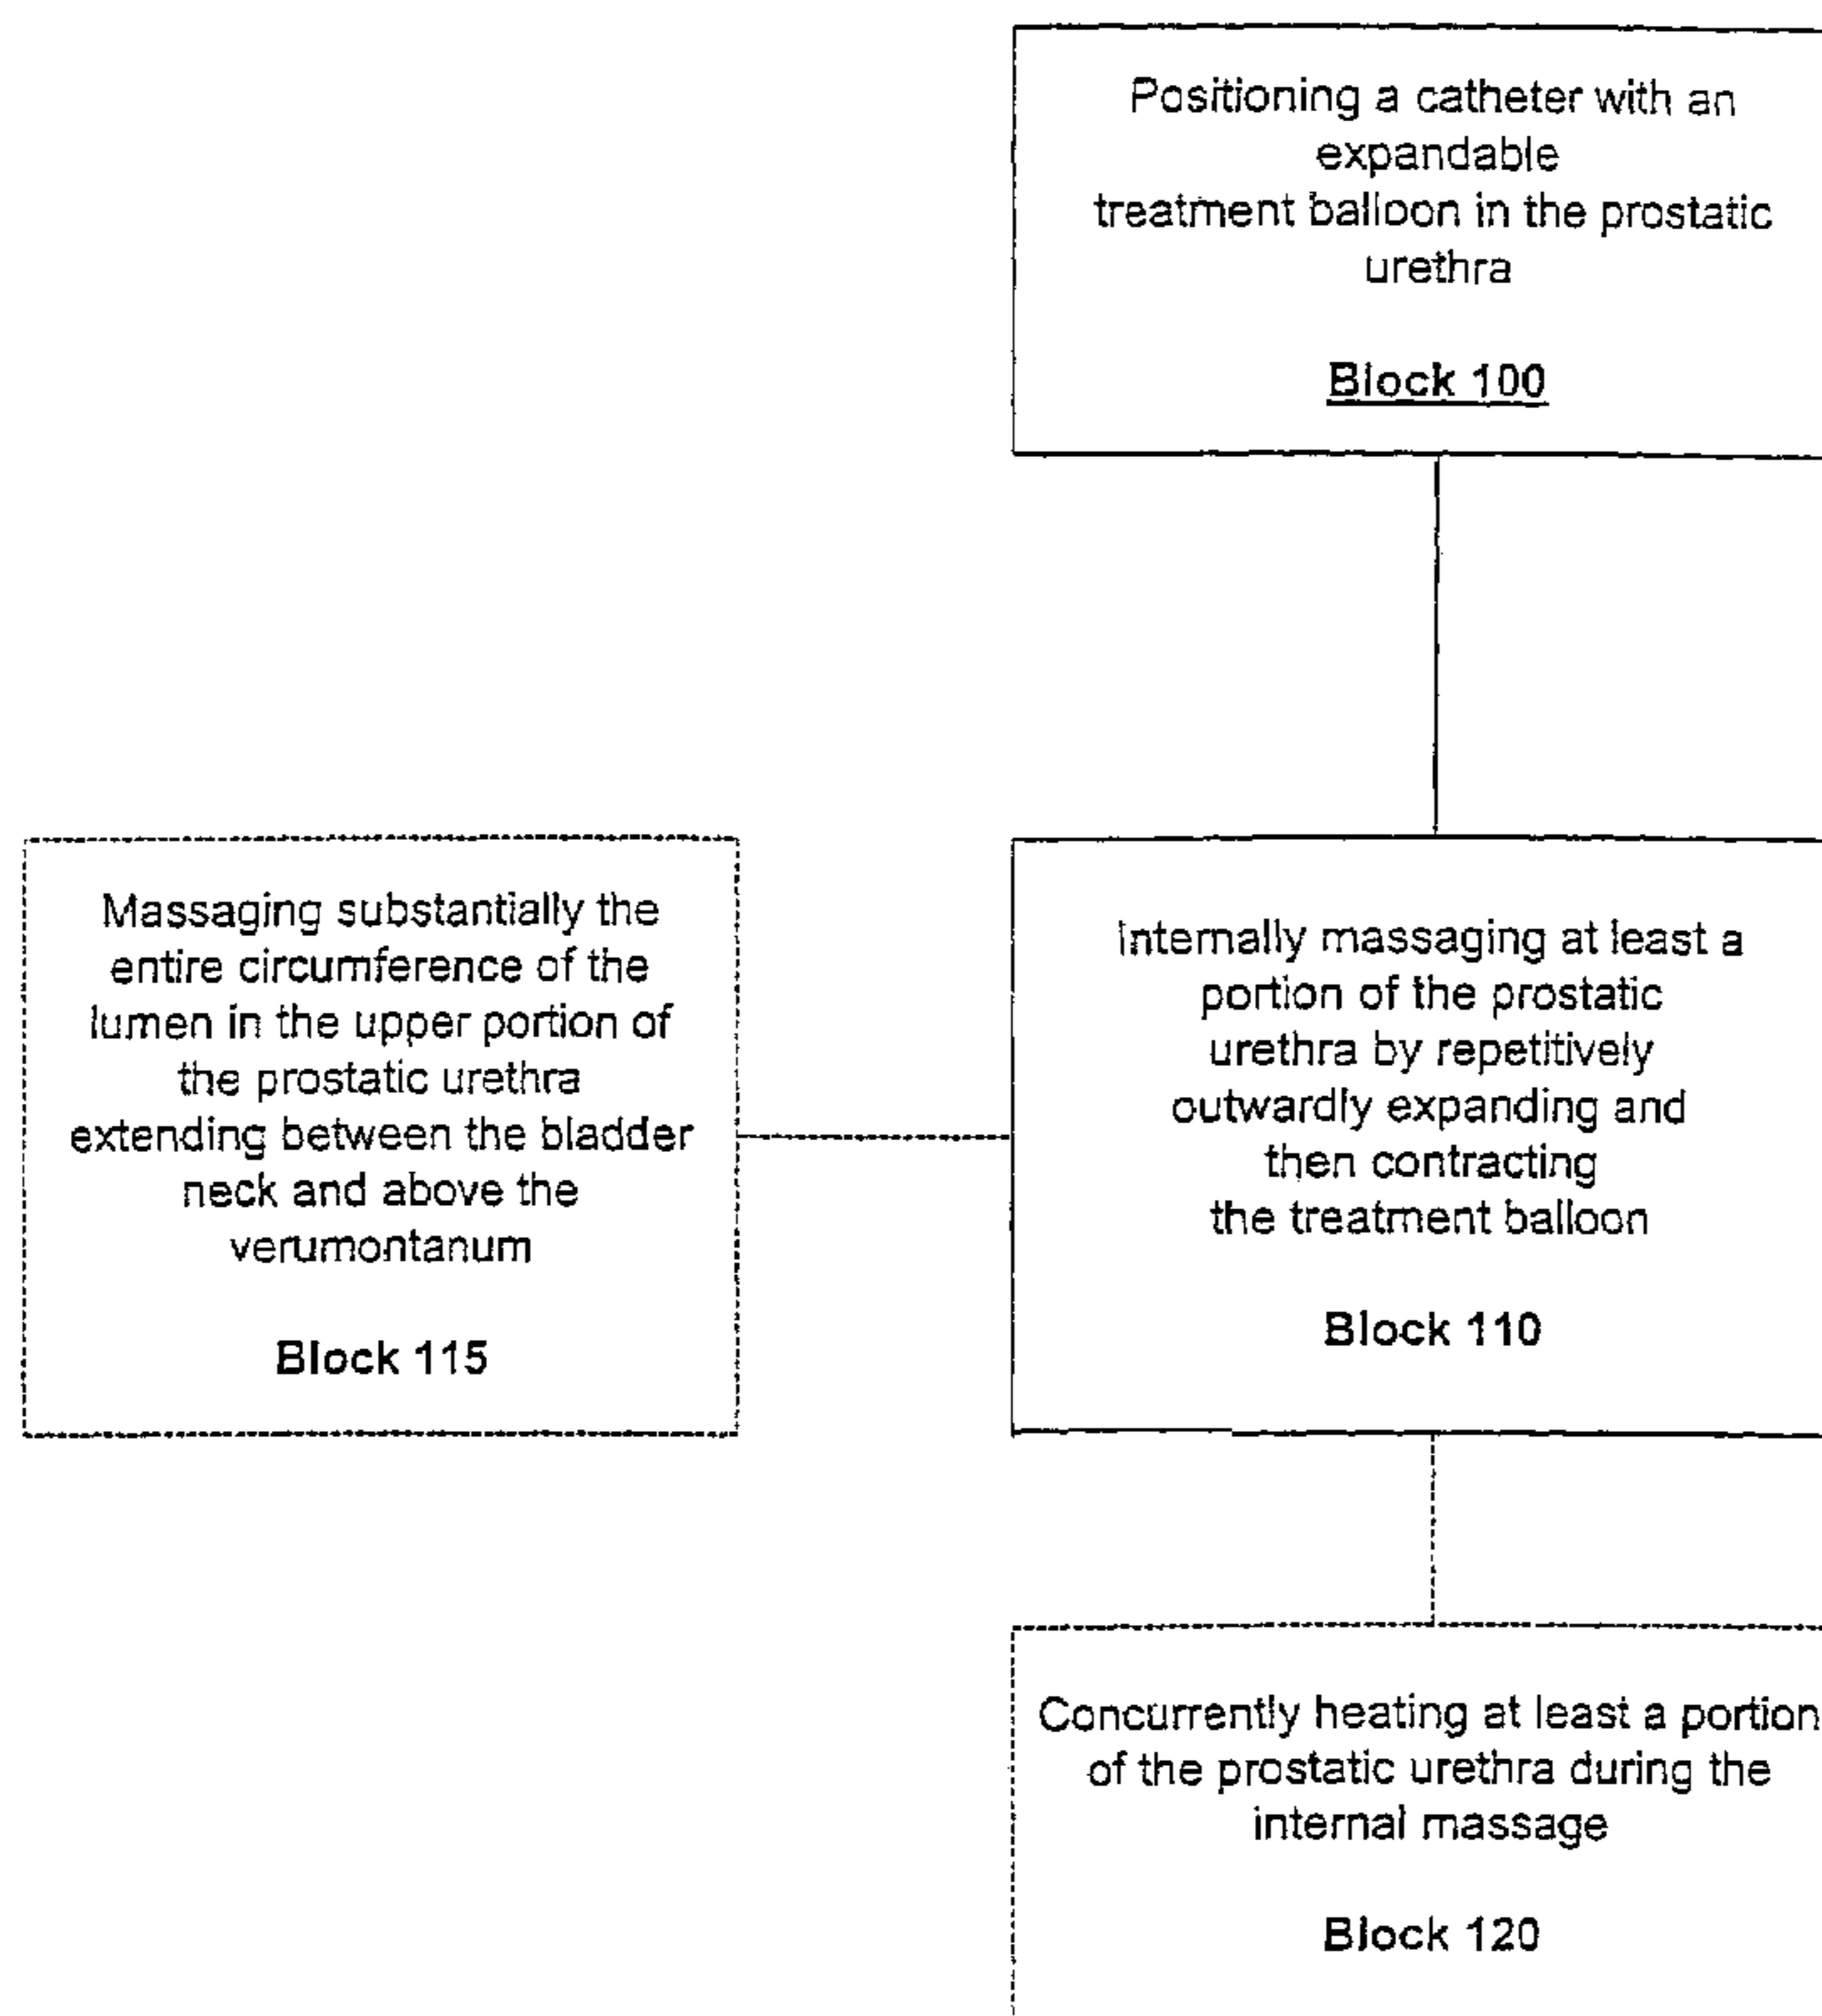 Positioning a catheter with an
expandable
treatment balloon in the prostatic
urethra
Block 100
Massaging substantially the
entire circumference of the
lumen in the upper portion of
the prostatic urethra
extending between the bladder
neck and above the
verumontanum
Block 115
Internally massaging at least a
portion of the prostatic
urethra by repetitively
outwardly expanding and
then contracting
the treatment balloon
Block 110
Concurrently heating at least a portion
of the prostatic urethra during the
internal massage
Block 120